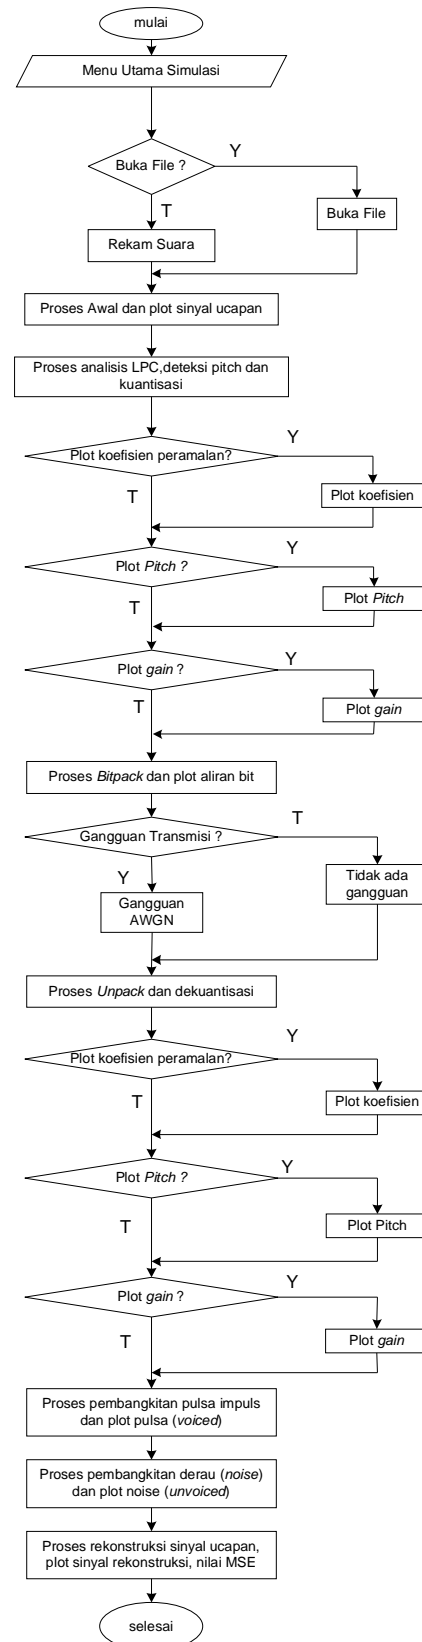 mulai
Menu Utama Simulasi
Buka File ?
Y
T
Buka File
Rekam Suara
Proses Awal dan plot sinyal ucapan
Proses analisis LPC,deteksi pitch dan
kuantisasi
Plot koefisien peramalan?
Y
T
Plot koefisien
Plot Pitch ?
Y
T
Plot Pitch
Plot gain ?
Y
T
Plot gain
Proses Bitpack dan plot aliran bit
Gangguan Transmisi ?
T
Y
Tidak ada
gangguan
Gangguan
AWGN
Proses Unpack dan dekuantisasi
Plot koefisien peramalan?
Y
T
Plot koefisien
Plot Pitch ?
Y
T
Plot Pitch
Plot gain ?
Y
T
Plot gain
Proses pembangkitan pulsa impuls
dan plot pulsa (voiced)
Proses pembangkitan derau (noise)
dan plot noise (unvoiced)
Proses rekonstruksi sinyal ucapan,
plot sinyal rekonstruksi, nilai MSE
selesai